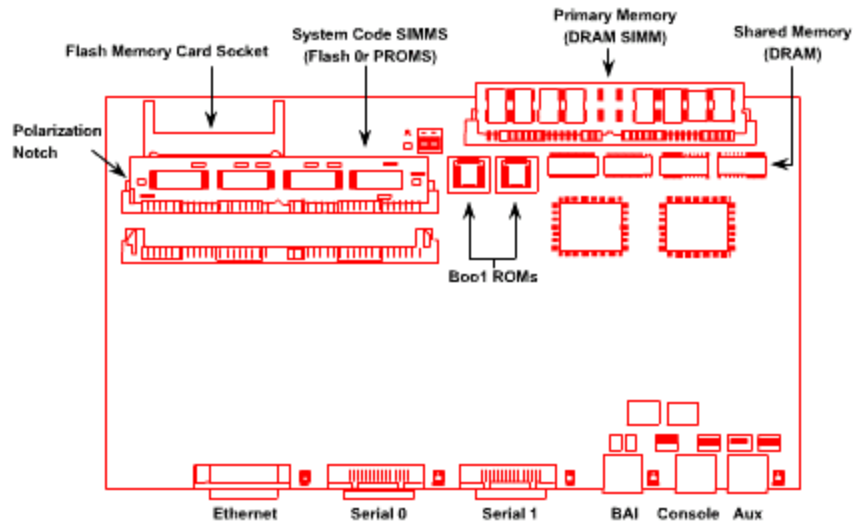 Primary Memory
(DRAM SIMM)
Shared Memory
(DRAM)
System Code SIMMS
(Flash 0r PROMS)
Flash Memory Card Socket
Polarization
Notch
Boo1 ROMs
Ethernet
Serial 0
Serial 1
BAI
Console
Aux